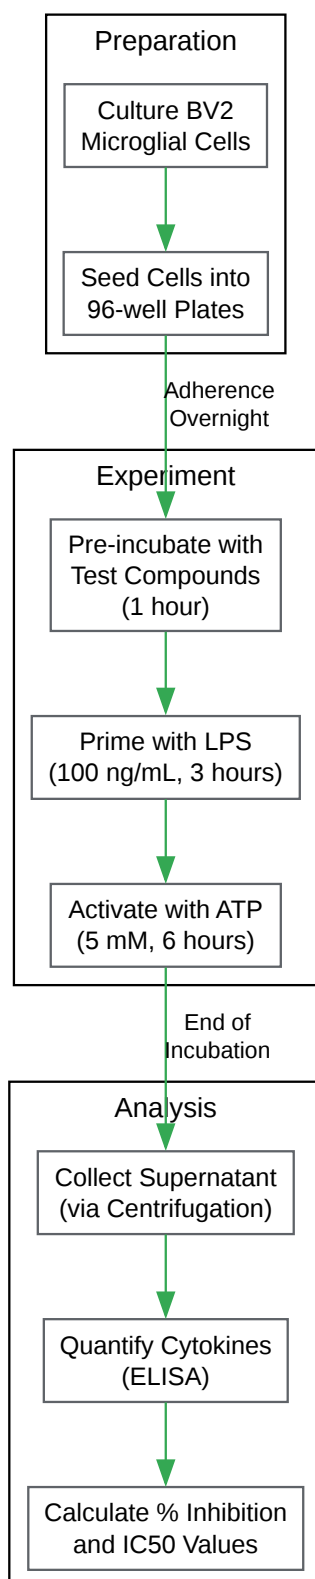 Preparation
Culture BV2
Microglial Cells
Seed Cells into
96-well Plates
Adherence
Overnight
Experiment
Pre-incubate with
Test Compounds
(1 hour)
Prime with LPS
(100 ng/mL, 3 hours)
Activate with ATP
(5 mM, 6 hours)
End of
Incubation
Analysis
Collect Supernatant
(via Centrifugation)
Quantify Cytokines
(ELISA)
Calculate % Inhibition
and IC50 Values